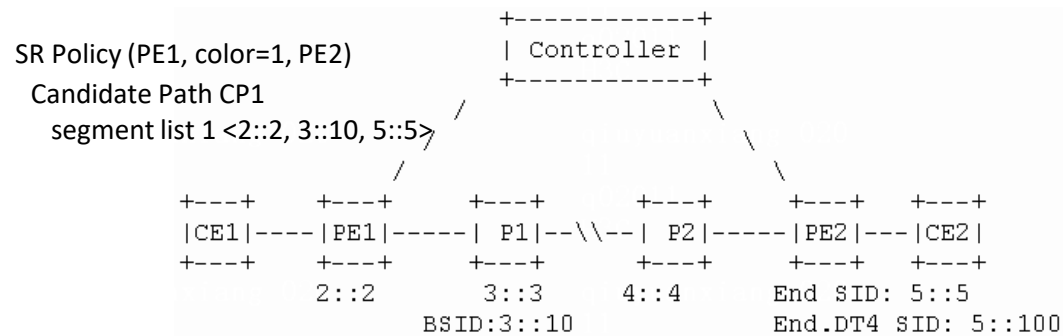 +------------+
SR Policy (PE1, color=1, PE2)
| Controller |
+------------+
Candidate Path CP1
segment list 1 <2::2, 3::10, 5::5>
/ \
/ \
/ \
+---+ +---+ +---+ +---+ +---+ +---+
|CE1|----|PE1|-----| P1|--\\--| P2|-----|PE2|---|CE2|
+---+ +---+ +---+ +---+ +---+ +---+
2::2 3::3 4::4 End SID: 5::5
BSID:3::10 End.DT4 SID: 5::100